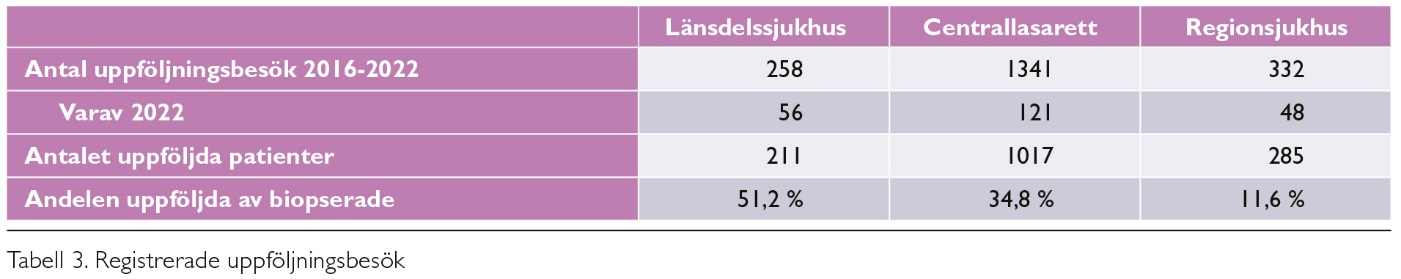 Länsdelssjukhus Centrallasarett Regionsjukhus
Antal uppföljningsbesök 2016-2022 258 1341 332
Varav 2022 56 121 48
Antalet uppföljda patienter 211 1017 285
Andelen uppföljda av biopserade 51,2 % 34,8 % 11,6 %
Tabell 3. Registrerade uppföljningsbesök